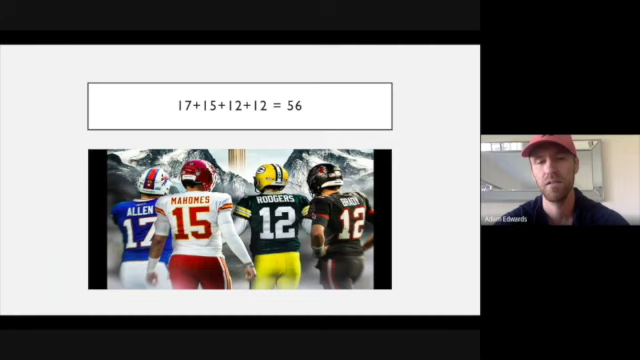 17+15+12+12 = 56
ALLEN
17
MAHOMES
15
RODGERS
12
BRADY
12
Adam Edwards